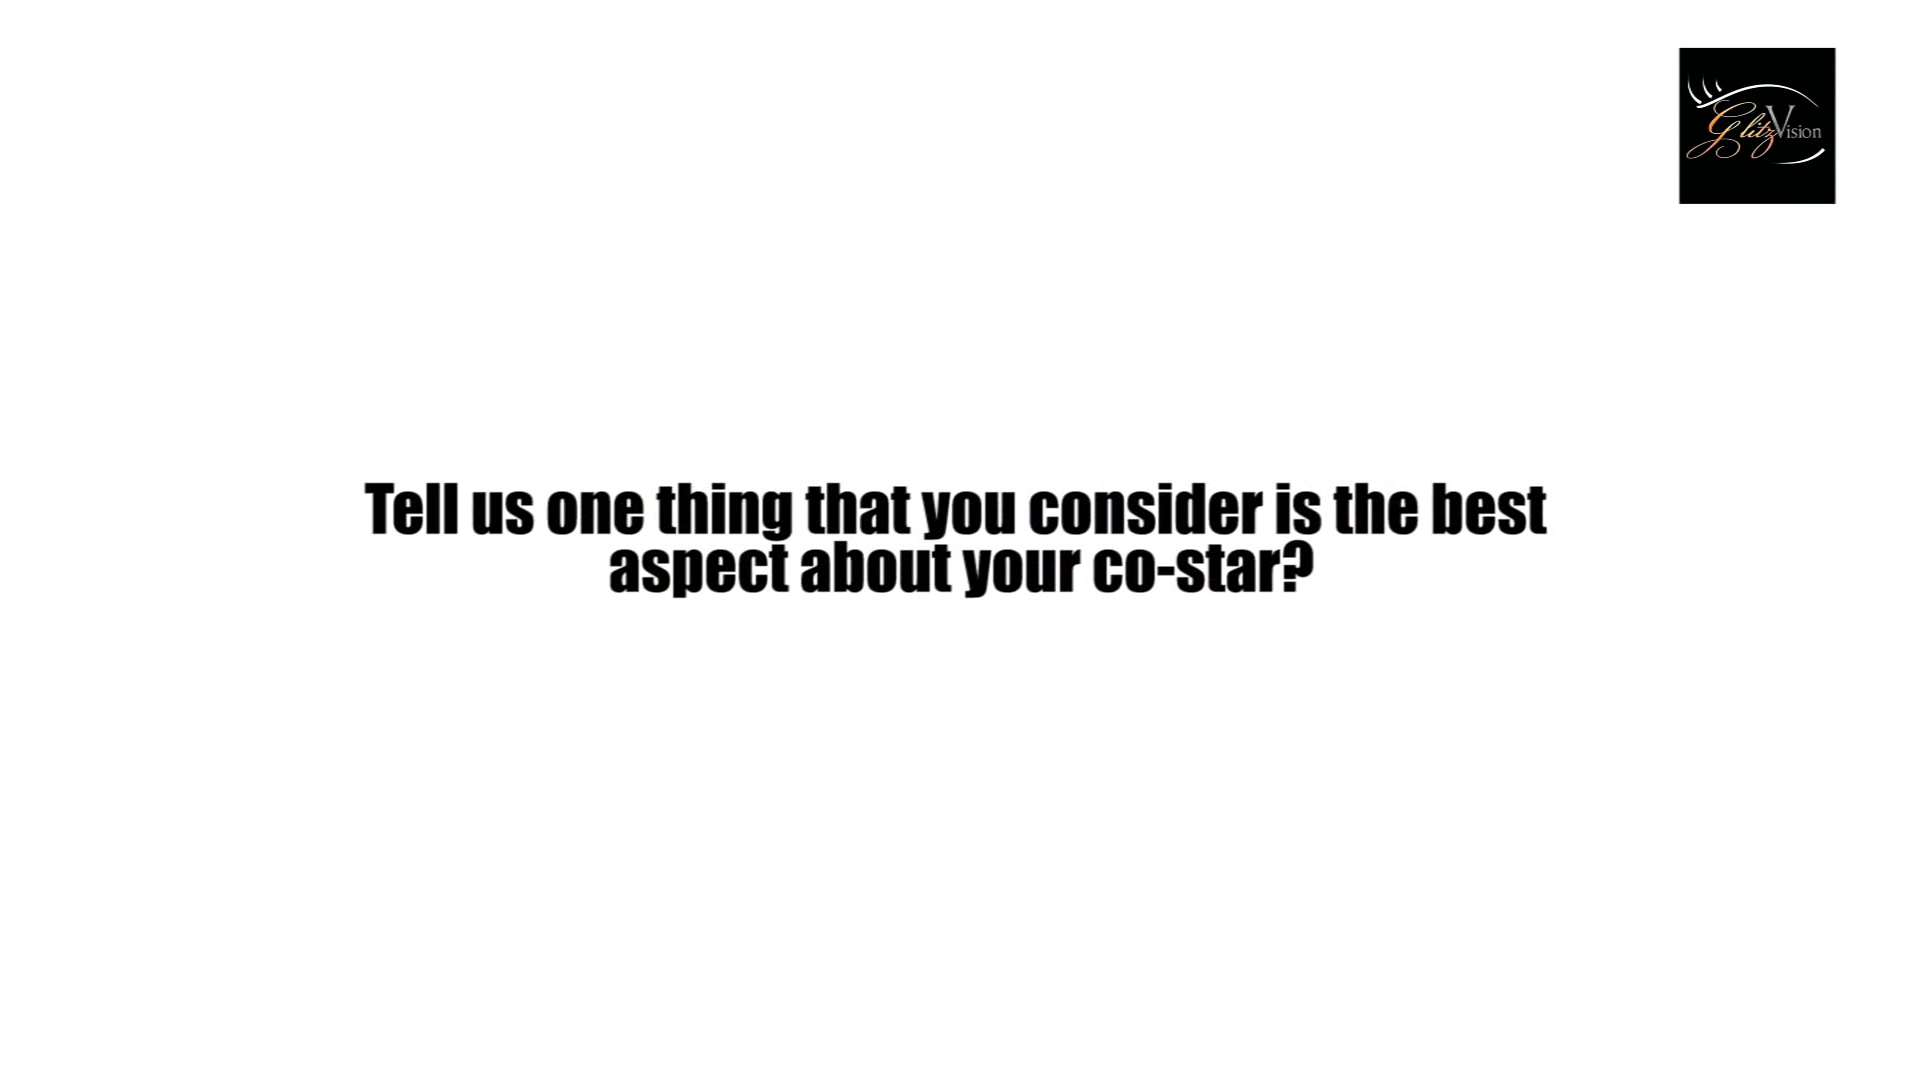 GlitzVision
Tell us one thing that you consider is the best
aspect about your co-star?